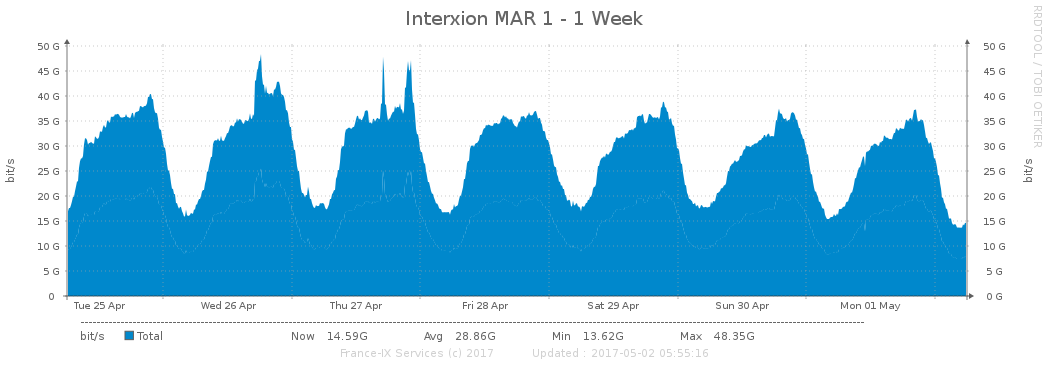 Interxion MAR 1 - 1 Week
RRDTOOL / TOBI OETIKER
50 G 50 G
45 G 45 G
40 G 40 G
35 G 35 G
30 G 30 G
25 G 25 G
20 G 20 G
15 G 15 G
10 G 10 G
5 G 5 G
0 0 G
bit/s bit/s
Tue 25 Apr Wed 26 Apr Thu 27 Apr Fri 28 Apr Sat 29 Apr Sun 30 Apr Mon 01 May
bit/s Total Now 14.59G Avg 28.86G Min 13.62G Max 48.35G
France-IX Services (c) 2017 Updated : 2017-05-02 05:55:16